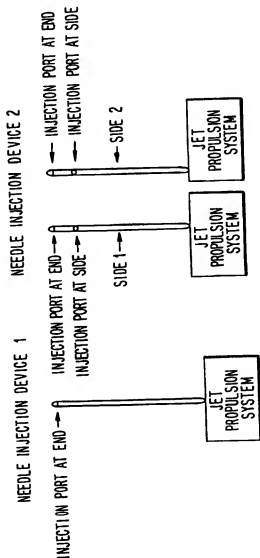 NEEDLE INJECTION DEVICE 1
INJECTION PORT AT END
JET
PROPULSION
SYSTEM
NEEDLE INJECTION DEVICE 2
INJECTION PORT AT END
INJECTION PORT AT SIDE
SIDE 1
JET
PROPULSION
SYSTEM
INJECTION PORT AT END
INJECTION PORT AT SIDE
SIDE 2
JET
PROPULSION
SYSTEM